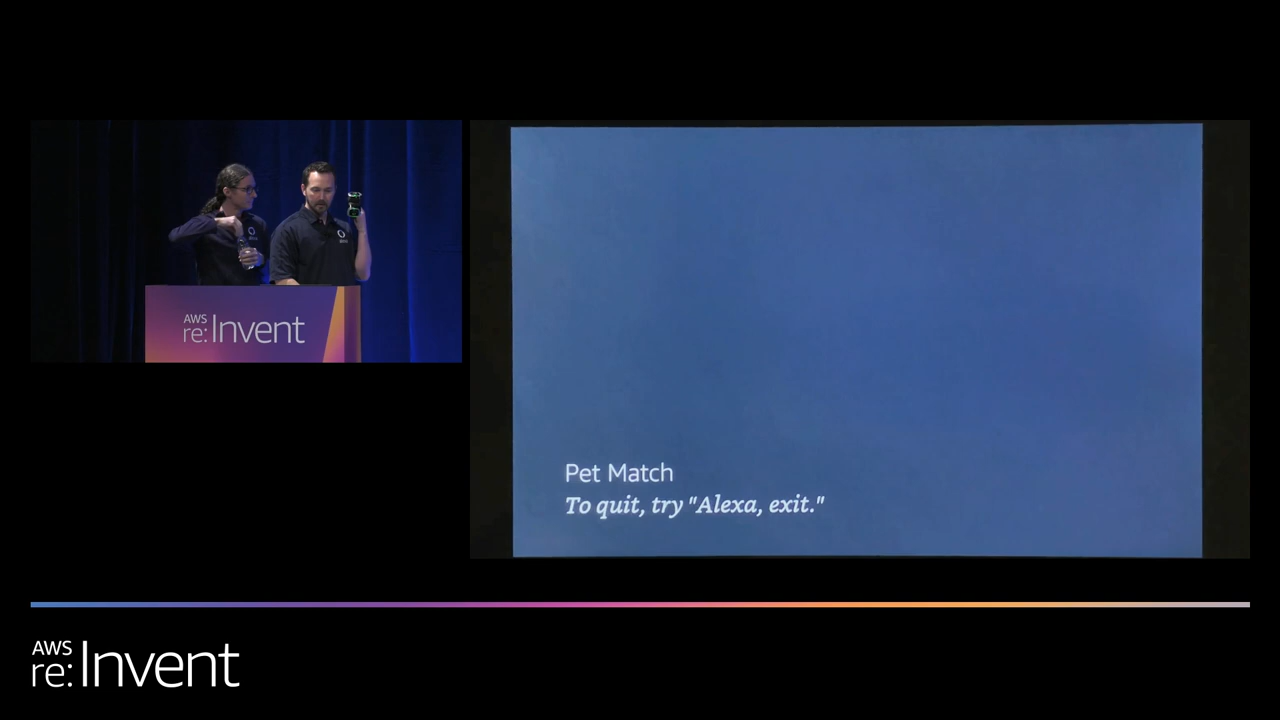 AWS
re:Invent
Pet Match
To quit, try "Alexa, exit."
AWS
re:Invent